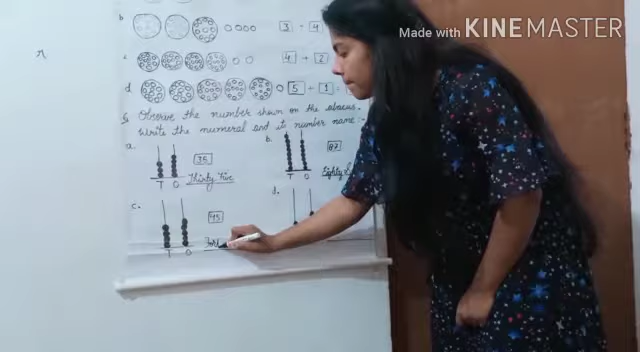 Made with KINEMASTER
b 3 - 4
c 4 + 2
d 5 + 1
Observe the number shown on the abacus.
Write the numeral and its number name :-
a. b.
35 87
T O Thirty Five T O Eighty
c. d.
45
T O